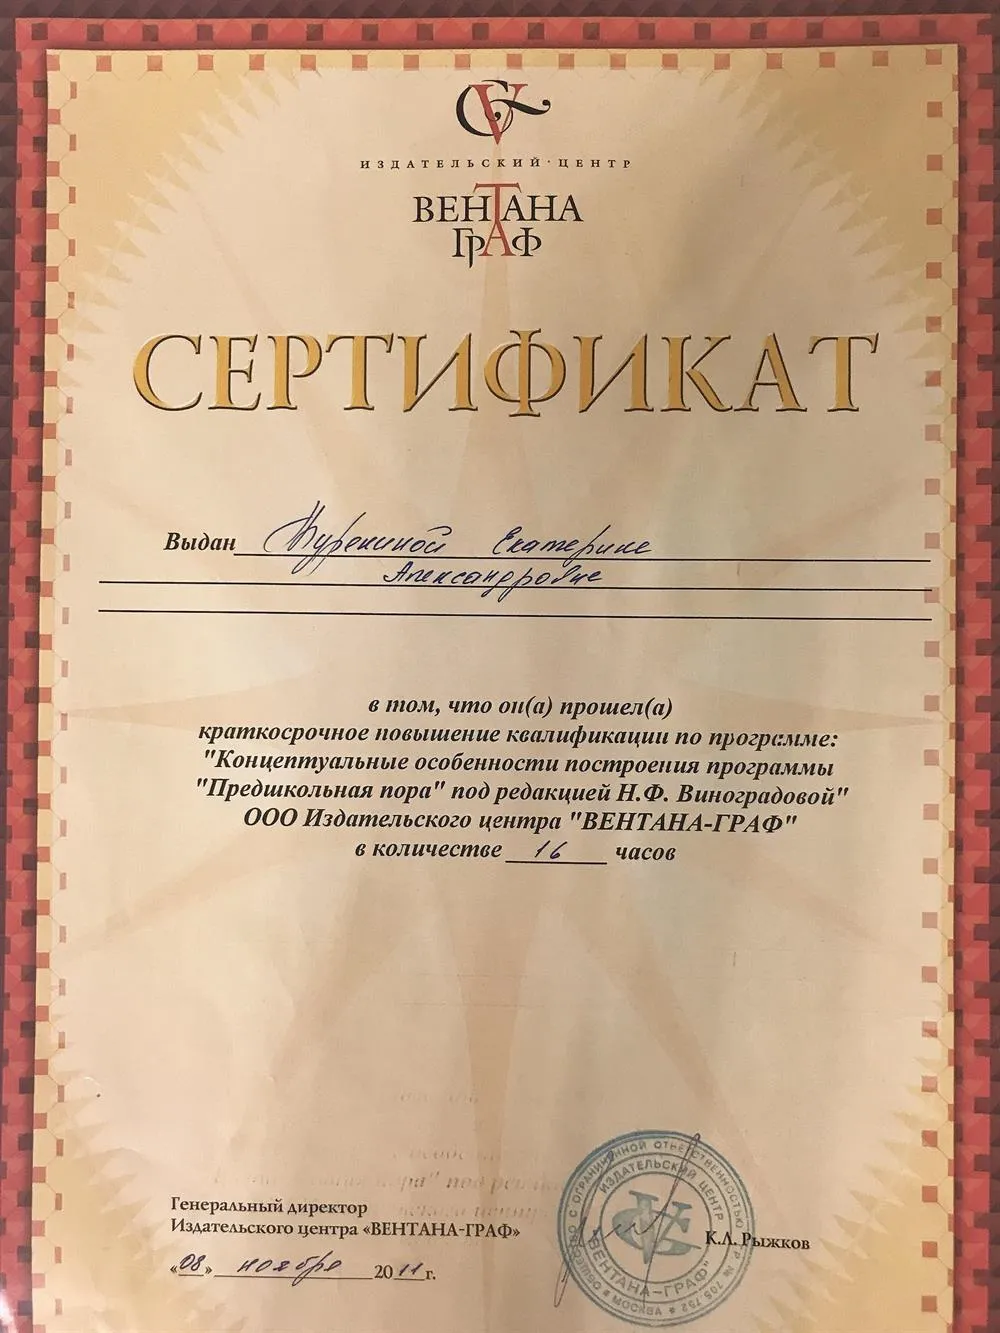 ИЗДАТЕЛЬСКИЙ·ЦЕНТР
ВЕНТАНА
ГРАФ
СЕРТИФИКАТ
Выдан Екатерине
Александровне
в том, что он(а) прошел(а)
краткосрочное повышение квалификации по программе:
"Концептуальные особенности построения программы
"Предшкольная пора" под редакцией Н.Ф. Виноградовой"
ООО Издательского центра "ВЕНТАНА-ГРАФ"
в количестве 16 часов
Генеральный директор
Издательского центра «ВЕНТАНА-ГРАФ»
К.Л. Рыжков
«08» ноября 2011 г.
ИЗДАТЕЛЬСКИЙ ЦЕНТР
"ВЕНТАНА-ГРАФ"
МОСКВА